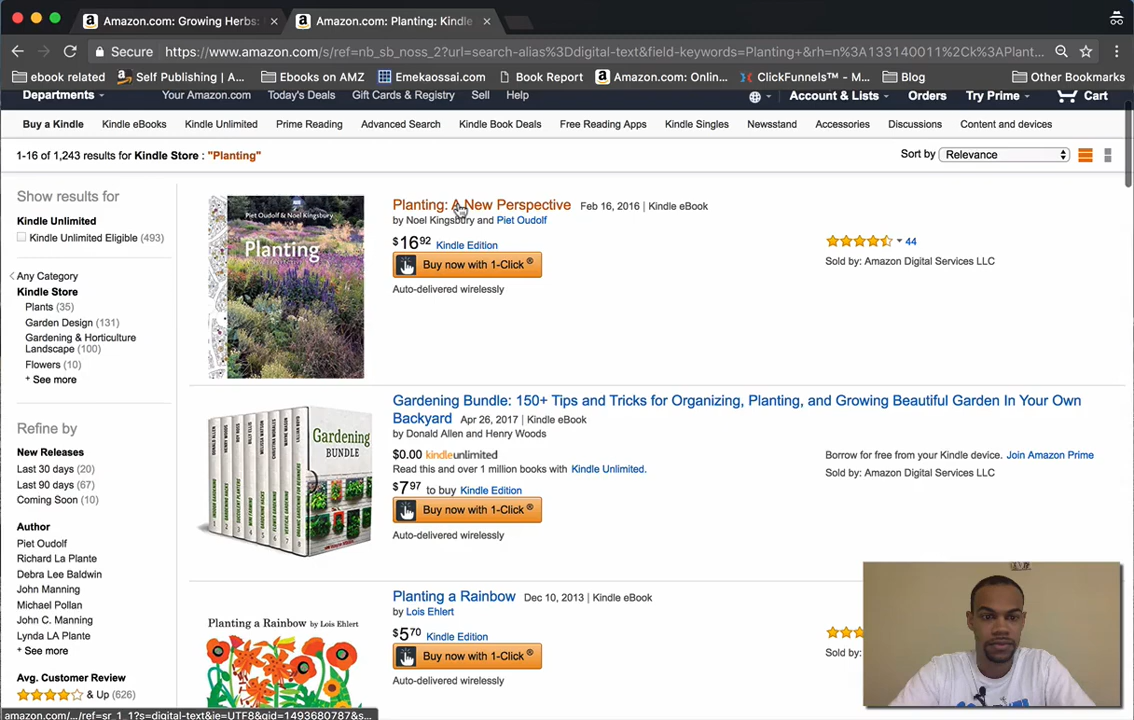 Amazon.com: Growing Herbs:
Amazon.com: Planting: Kindle
Secure https://www.amazon.com/s/ref=nb_sb_noss_2?url=search-alias%3Ddigital-text&field-keywords=Planting+&rh=n%3A133140011%2Ck%3APlant...
ebook related
Self Publishing | A...
Ebooks on AMZ
Emekaossai.com
Book Report
Amazon.com: Onlin...
ClickFunnels™ - M...
Blog
Other Bookmarks
Departments
Your Amazon.com
Today's Deals
Gift Cards & Registry
Sell
Help
Account & Lists
Orders
Try Prime
Cart
Buy a Kindle
Kindle eBooks
Kindle Unlimited
Prime Reading
Advanced Search
Kindle Book Deals
Free Reading Apps
Kindle Singles
Newsstand
Accessories
Discussions
Content and devices
1-16 of 1,243 results for Kindle Store : "Planting"
Sort by
Relevance
Show results for
Kindle Unlimited
Kindle Unlimited Eligible (493)
Any Category
Kindle Store
Plants (35)
Garden Design (131)
Gardening & Horticulture
Landscape (100)
Flowers (10)
+ See more
Refine by
New Releases
Last 30 days (20)
Last 90 days (67)
Coming Soon (10)
Author
Piet Oudolf
Richard La Plante
Debra Lee Baldwin
John Manning
Michael Pollan
John C. Manning
Lynda LA Plante
+ See more
Avg. Customer Review
& Up (626)
Piet Oudolf & Noel Kingsbury
Planting
Planting: A New Perspective Feb 16, 2016 | Kindle eBook
by Noel Kingsbury and Piet Oudolf
$16.92 Kindle Edition
Buy now with 1-Click®
Auto-delivered wirelessly
44
Sold by: Amazon Digital Services LLC
Gardening
BUNDLE
Gardening Bundle: 150+ Tips and Tricks for Organizing, Planting, and Growing Beautiful Garden In Your Own
Backyard Apr 26, 2017 | Kindle eBook
by Donald Allen and Henry Woods
$0.00 kindleunlimited
Read this and over 1 million books with Kindle Unlimited.
$7.97 to buy Kindle Edition
Buy now with 1-Click®
Auto-delivered wirelessly
Borrow for free from your Kindle device. Join Amazon Prime
Sold by: Amazon Digital Services LLC
Planting a Rainbow by Lois Ehlert
Planting a Rainbow Dec 10, 2013 | Kindle eBook
by Lois Ehlert
$5.70 Kindle Edition
Buy now with 1-Click®
Auto-delivered wirelessly
Sold by:
amazon.com/.../ref=sr_1_1?s=digital-text&ie=UTF8&qid=1493680787&s...